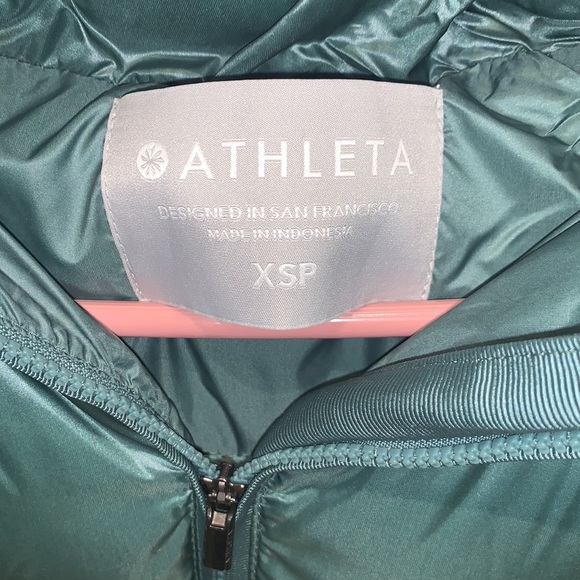 ATHLETA
DESIGNED IN SAN FRANCISCO
MADE IN INDONESIA
XSP